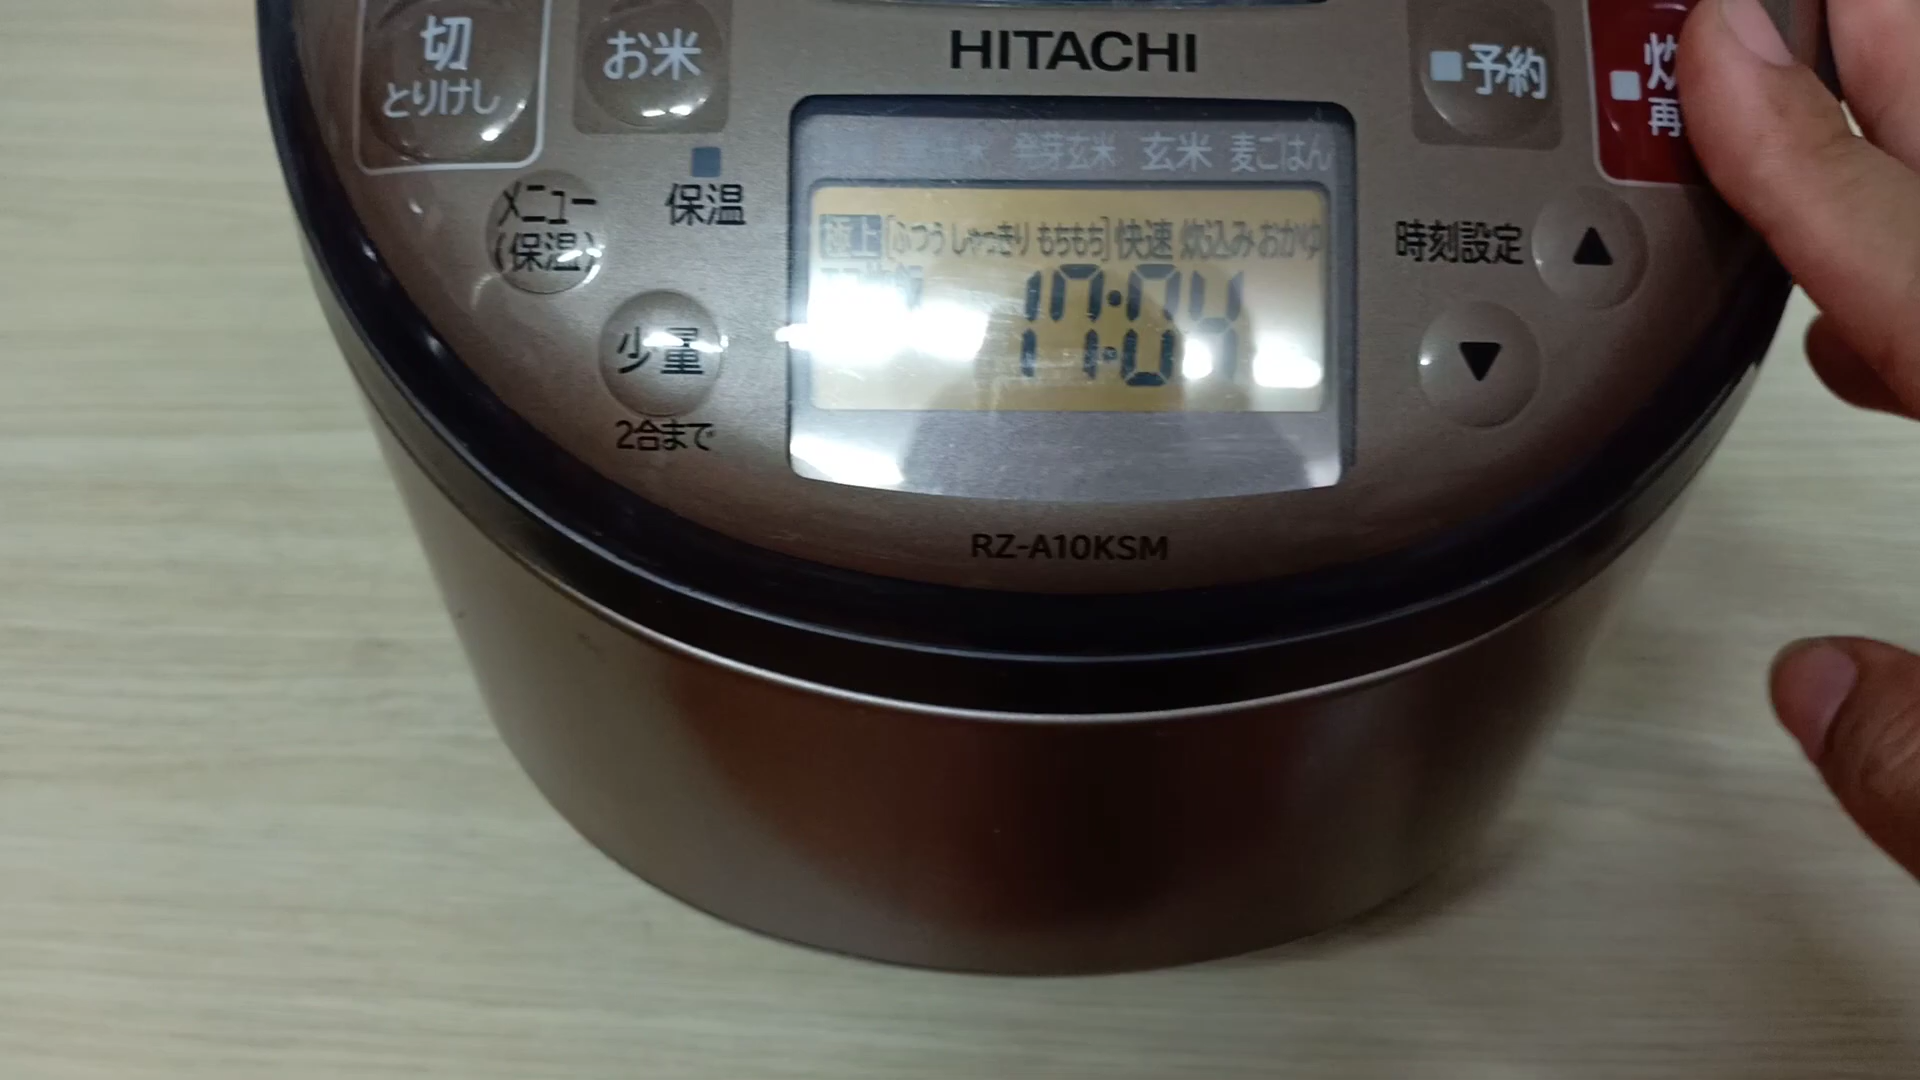 切
とりけし
お米
HITACHI
予約
炊
再
発芽玄米 玄米 麦ごはん
メニュー
(保温)
保温
極上 [ふつう しゃっきり もちもち] 快速 炊込み おかゆ
時刻設定
少量
2合まで
RZ-A10KSM